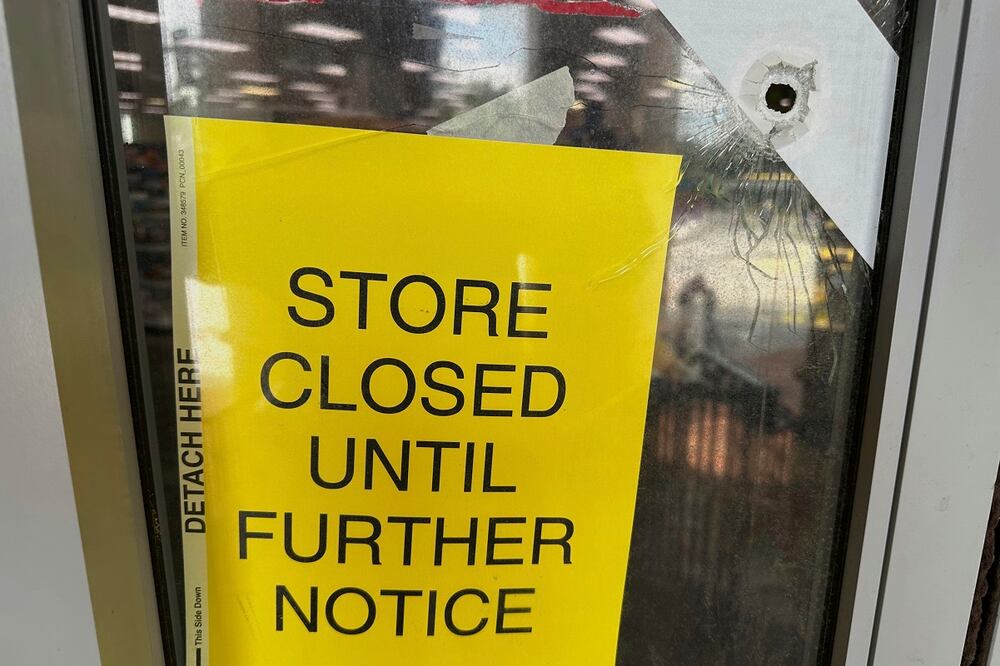 STORE
CLOSED
UNTIL
FURTHER
NOTICE
DETACH HERE
This Side Down
ITEM NO: 348579 PCN_00043